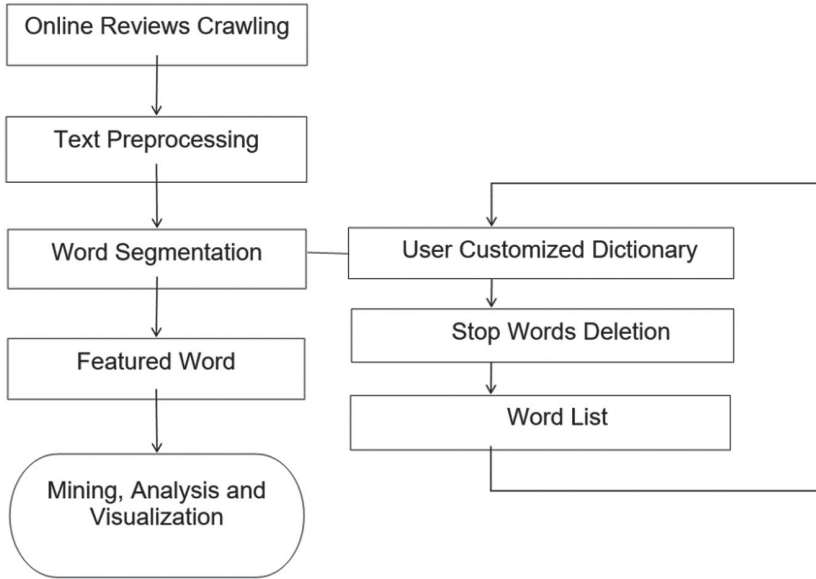 Online Reviews Crawling
Text Preprocessing
Word Segmentation
Featured Word
Mining, Analysis and
Visualization
User Customized Dictionary
Stop Words Deletion
Word List